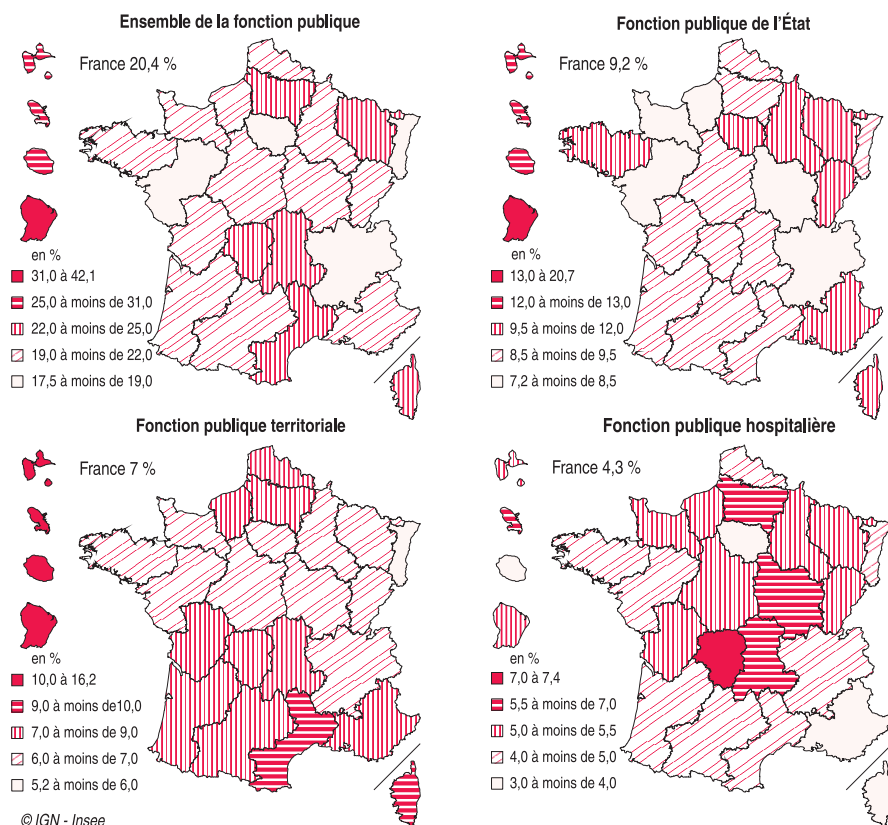 Ensemble de la fonction publique
France 20,4 %
en %
31,0 à 42,1
25,0 à moins de 31,0
22,0 à moins de 25,0
19,0 à moins de 22,0
17,5 à moins de 19,0
Fonction publique de l'État
France 9,2 %
en %
13,0 à 20,7
12,0 à moins de 13,0
9,5 à moins de 12,0
8,5 à moins de 9,5
7,2 à moins de 8,5
Fonction publique territoriale
France 7 %
en %
10,0 à 16,2
9,0 à moins de10,0
7,0 à moins de 9,0
6,0 à moins de 7,0
5,2 à moins de 6,0
Fonction publique hospitalière
France 4,3 %
en %
7,0 à 7,4
5,5 à moins de 7,0
5,0 à moins de 5,5
4,0 à moins de 5,0
3,0 à moins de 4,0
© IGN - Insee